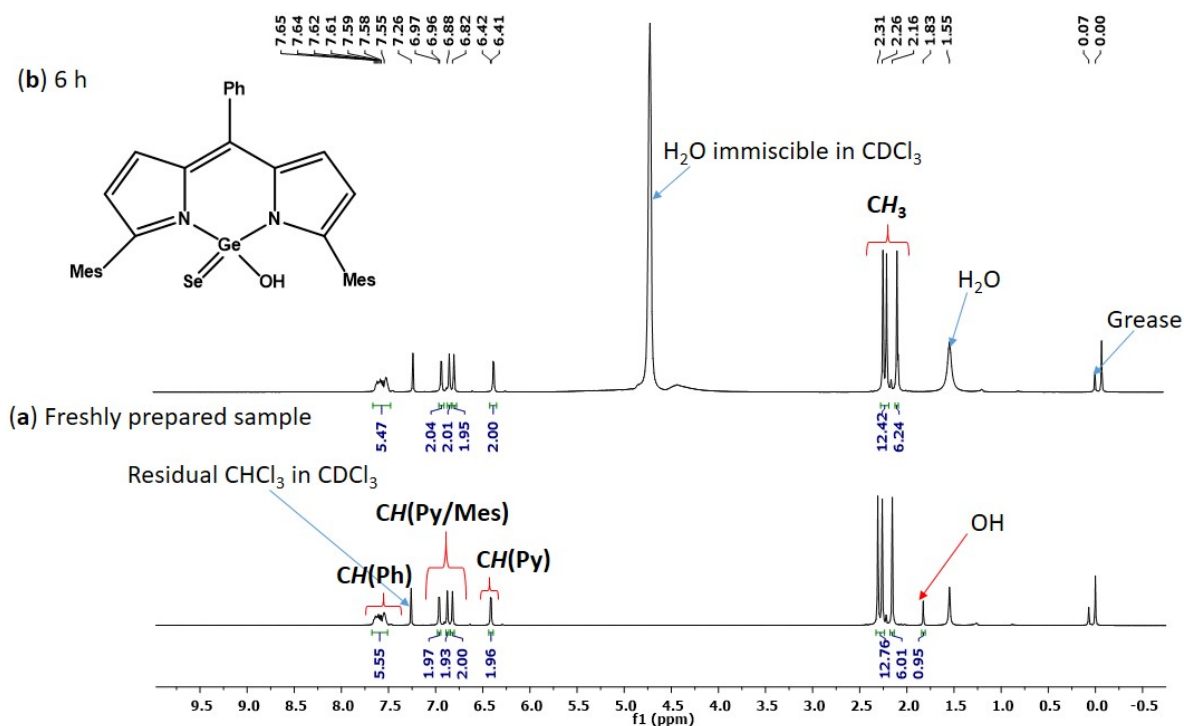 7.65
7.64
7.62
7.61
7.59
7.58
7.55
7.26
6.97
6.96
6.88
6.82
6.42
6.41
2.31
2.26
2.16
1.83
1.55
0.07
0.00
(b) 6 h
Ph
N
N
Ge
Se
OH
Mes
Mes
H2O immiscible in CDCl3
CH3
H2O
Grease
5.47
2.04
2.01
1.95
2.00
12.42
6.24
(a) Freshly prepared sample
Residual CHCl3 in CDCl3
CH(Ph)
CH(Py/Mes)
CH(Py)
OH
5.55
1.97
1.93
2.00
1.96
12.76
6.01
0.95
9.5 9.0 8.5 8.0 7.5 7.0 6.5 6.0 5.5 5.0 4.5 4.0 3.5 3.0 2.5 2.0 1.5 1.0 0.5 0.0 -0.5
f1 (ppm)